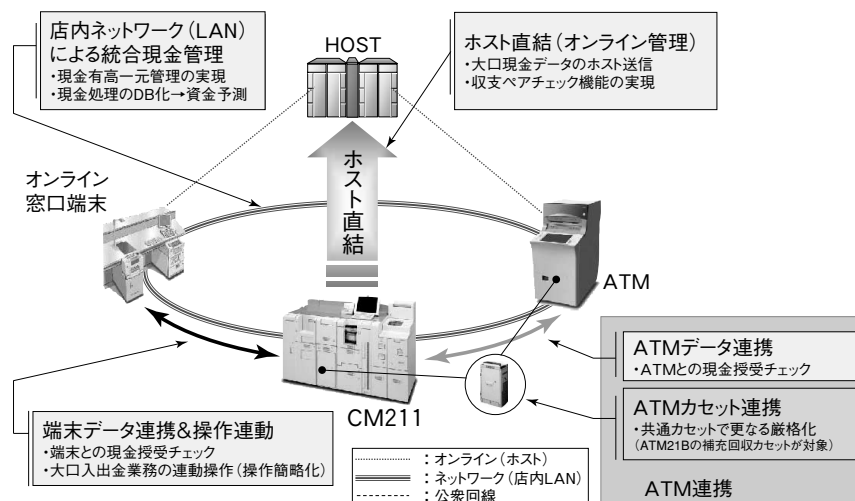 店内ネットワーク(LAN)
による統合現金管理
・現金有高一元管理の実現
・現金処理のDB化→資金予測
HOST
ホスト直結(オンライン管理)
・大口現金データのホスト送信
・収支ペアチェック機能の実現
ホスト直結
オンライン
窓口端末
ATM
CM211
ATMデータ連携
・ATMとの現金授受チェック
ATMカセット連携
・共通カセットで更なる厳格化
(ATM21Bの補充回収カセットが対象)
ATM連携
端末データ連携&操作連動
・端末との現金授受チェック
・大口入出金業務の連動操作(操作簡略化)
:オンライン(ホスト)
:ネットワーク(店内LAN)
:公衆回線